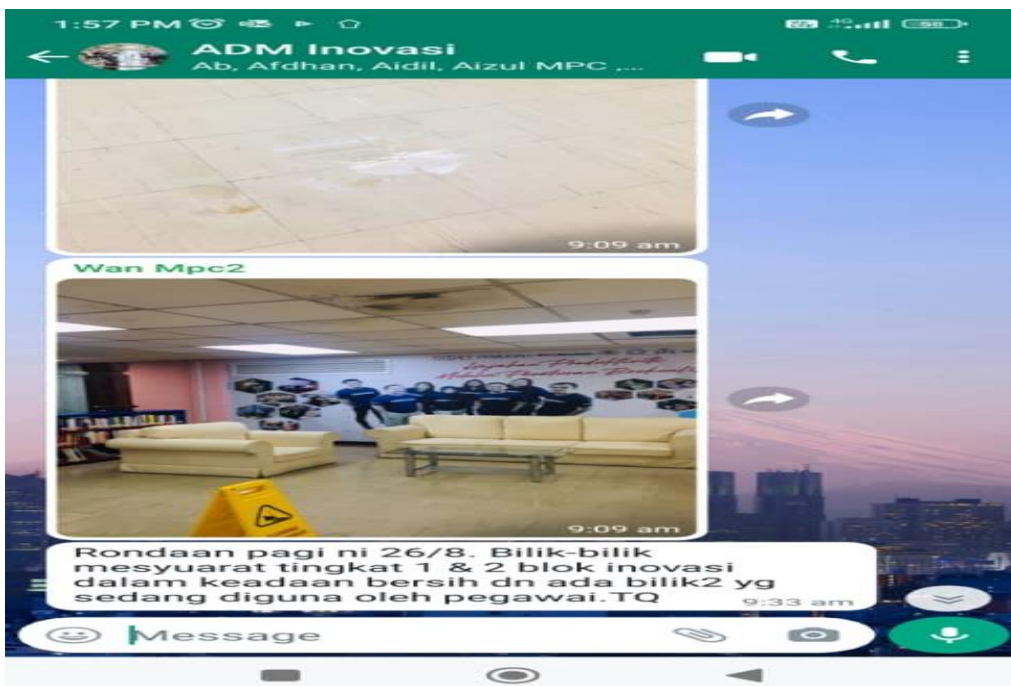 1:57 PM
4G
58
ADM Inovasi
Ab, Afdhan, Aidil, Aizul MPC ,...
9:09 am
Wan Mpc2
9:09 am
Rondaan pagi ni 26/8. Bilik-bilik
mesyuarat tingkat 1 & 2 blok inovasi
dalam keadaan bersih dn ada bilik2 yg
sedang diguna oleh pegawai.TQ
9:33 am
Message